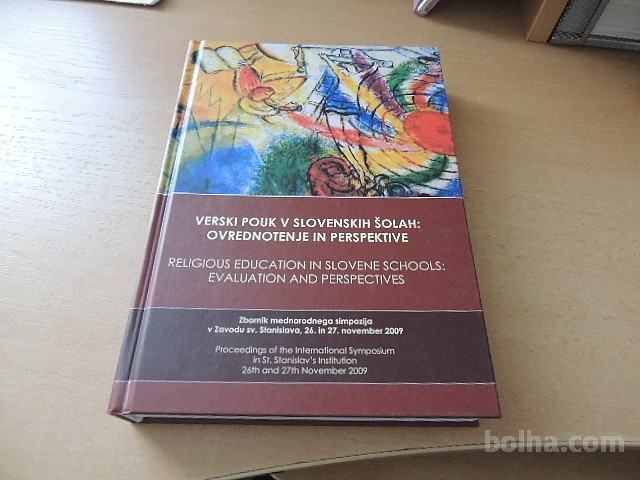 VERSKI POUK V SLOVENSKIH ŠOLAH:
OVREDNOTENJE IN PERSPEKTIVE
RELIGIOUS EDUCATION IN SLOVENE SCHOOLS:
EVALUATION AND PERSPECTIVES
Zbornik mednarodnega simpozija
v Zavodu sv. Stanislava, 26. in 27. november 2009
Proceedings of the International Symposium
in St. Stanislav's Institution
26th and 27th November 2009
bolha.com